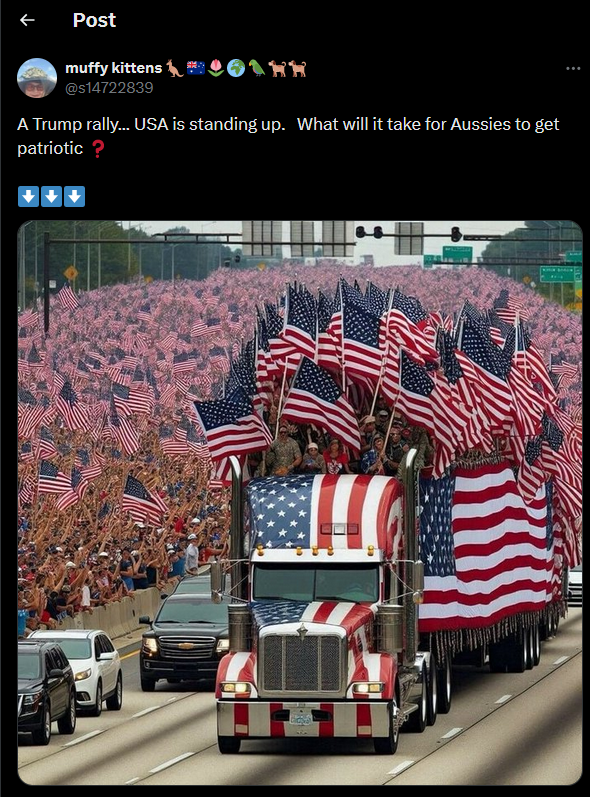 Post
muffy kittens 🦘🇦🇺🌷🌍🦜🐕🐕
@s14722839
A Trump rally... USA is standing up.  What will it take for Aussies to get
patriotic ❓
⬇️⬇️⬇️